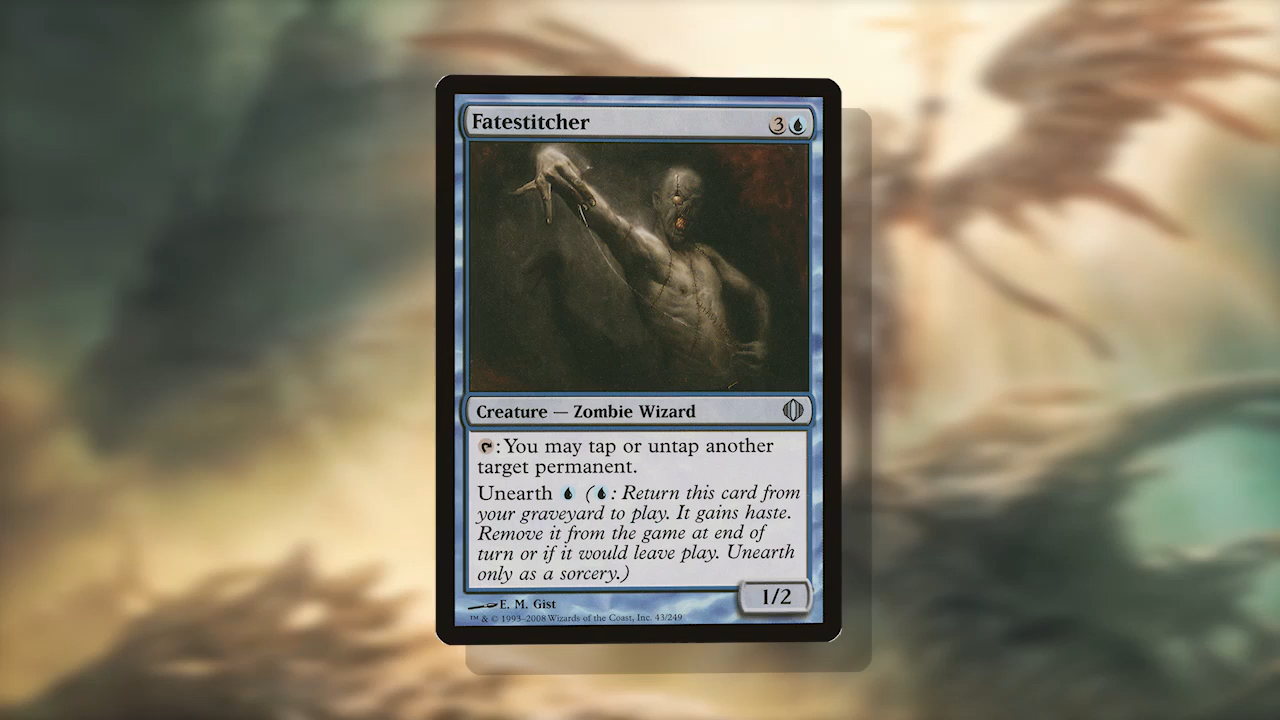 Fatestitcher 3
Creature — Zombie Wizard
: You may tap or untap another
target permanent.
Unearth (: Return this card from
your graveyard to play. It gains haste.
Remove it from the game at end of
turn or if it would leave play. Unearth
only as a sorcery.)
1/2
E. M. Gist
™ & © 1993–2008 Wizards of the Coast, Inc. 43/249